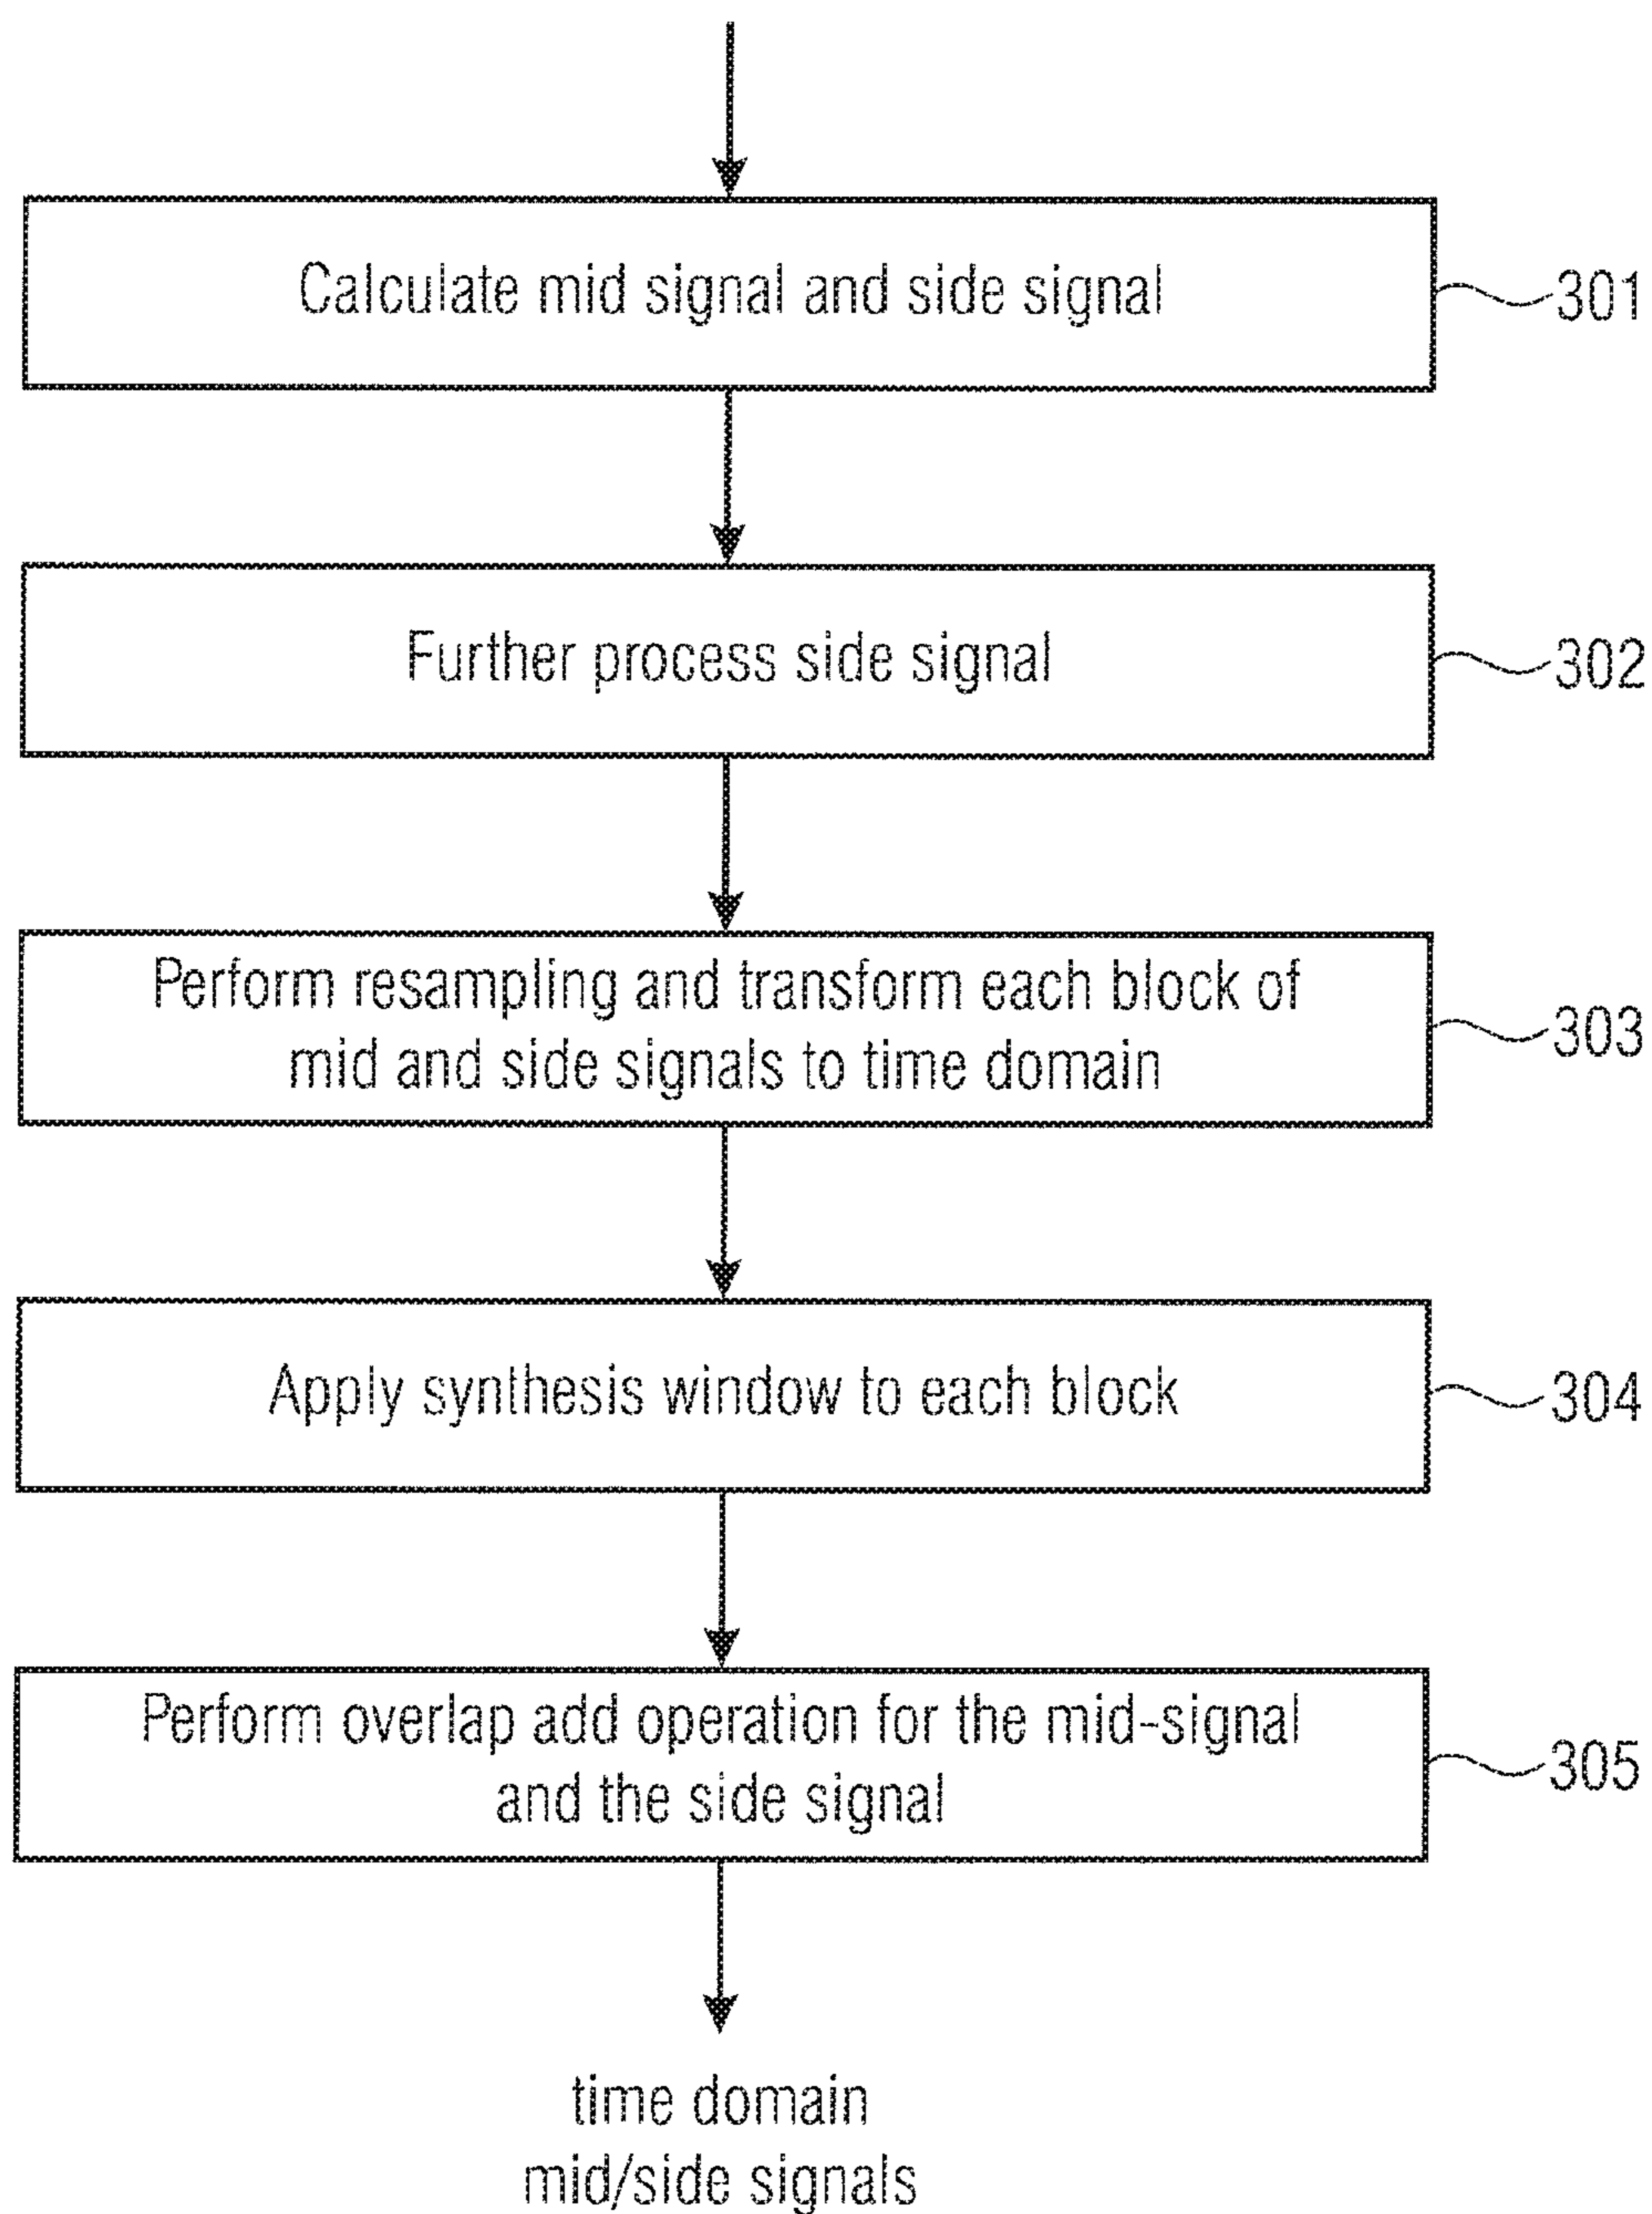 Calculate mid signal and side signal
301
Further process side signal
302
Perform resampling and transform each block of
mid and side signals to time domain
303
Apply synthesis window to each block
304
Perform overlap add operation for the mid-signal
and the side signal
305
time domain
mid/side signals